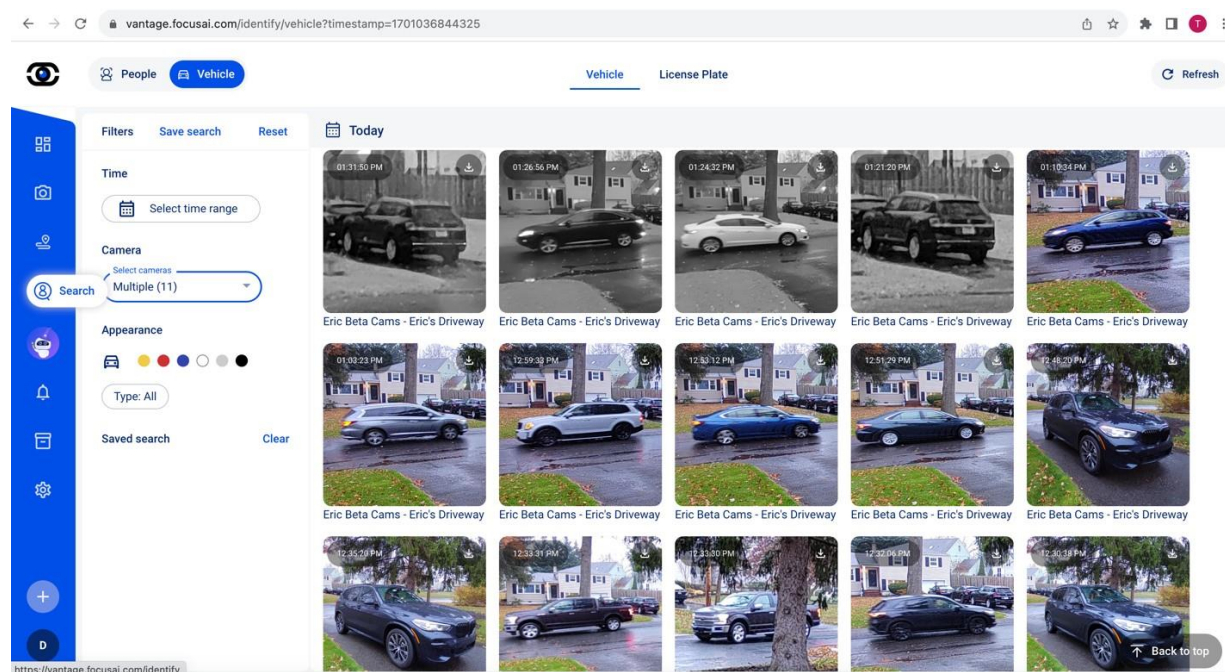 vantage.focusai.com/identify/vehicle?timestamp=1701036844325
T
People
Vehicle
Vehicle
License Plate
Refresh
Filters
Save search
Reset
Today
Time
Select time range
Camera
Select cameras
Multiple (11)
Search
Appearance
Type: All
Saved search
Clear
01:31:50 PM
01:26:56 PM
01:24:32 PM
01:21:20 PM
01:10:34 PM
Eric Beta Cams - Eric's Driveway
Eric Beta Cams - Eric's Driveway
Eric Beta Cams - Eric's Driveway
Eric Beta Cams - Eric's Driveway
Eric Beta Cams - Eric's Driveway
01:03:23 PM
12:59:33 PM
12:53:12 PM
12:51:29 PM
12:48:20 PM
Eric Beta Cams - Eric's Driveway
Eric Beta Cams - Eric's Driveway
Eric Beta Cams - Eric's Driveway
Eric Beta Cams - Eric's Driveway
Eric Beta Cams - Eric's Driveway
12:35:20 PM
12:33:31 PM
12:33:30 PM
12:32:06 PM
12:30:38 PM
D
Back to top
https://vantage.focusai.com/identify